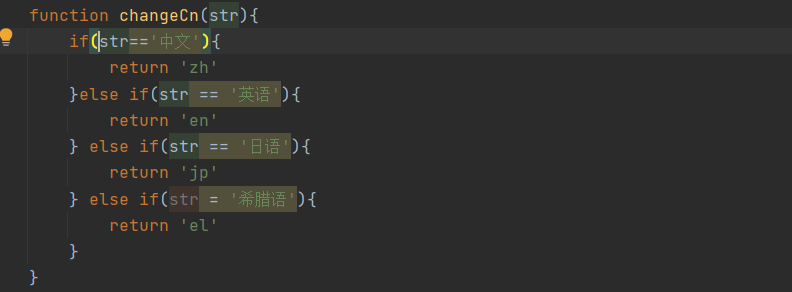 function changeCn(str){
if(str=='中文'){
return 'zh'
}else if(str == '英语'){
return 'en'
} else if(str == '日语'){
return 'jp'
} else if(str = '希腊语'){
return 'el'
}
}